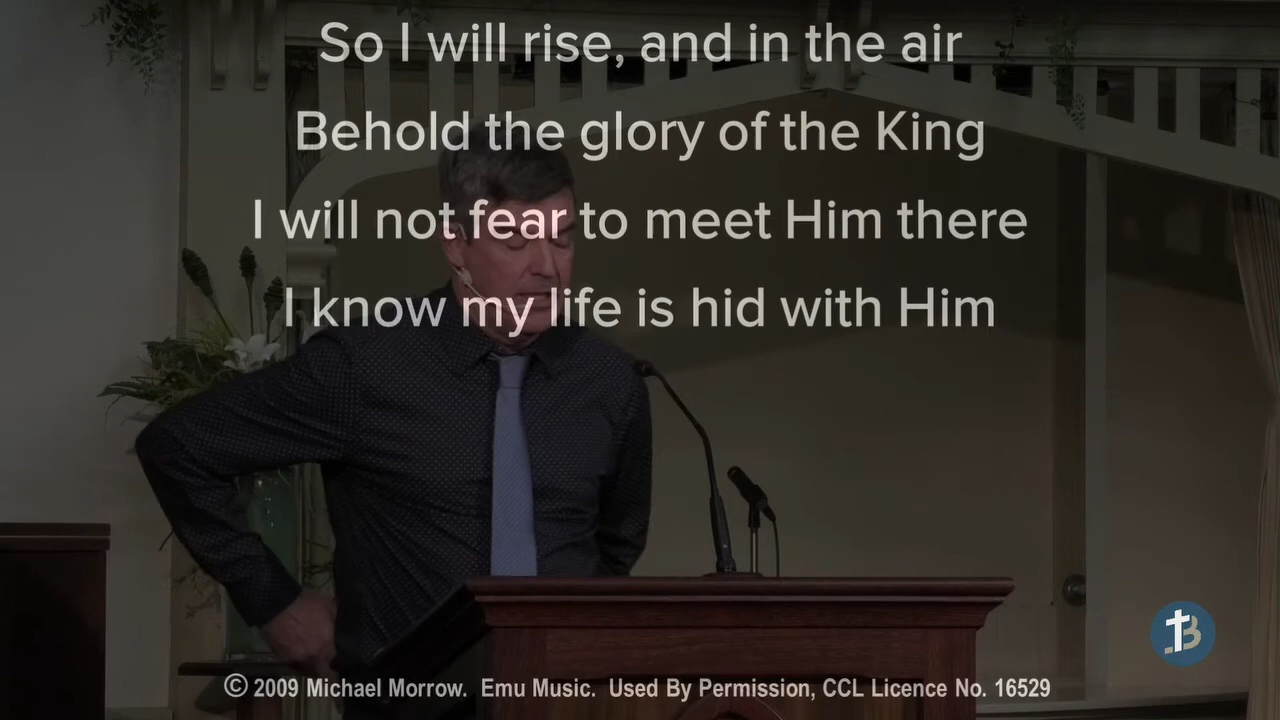 So I will rise, and in the air
Behold the glory of the King
I will not fear to meet Him there
I know my life is hid with Him
© 2009 Michael Morrow. Emu Music. Used By Permission, CCL Licence No. 16529
B